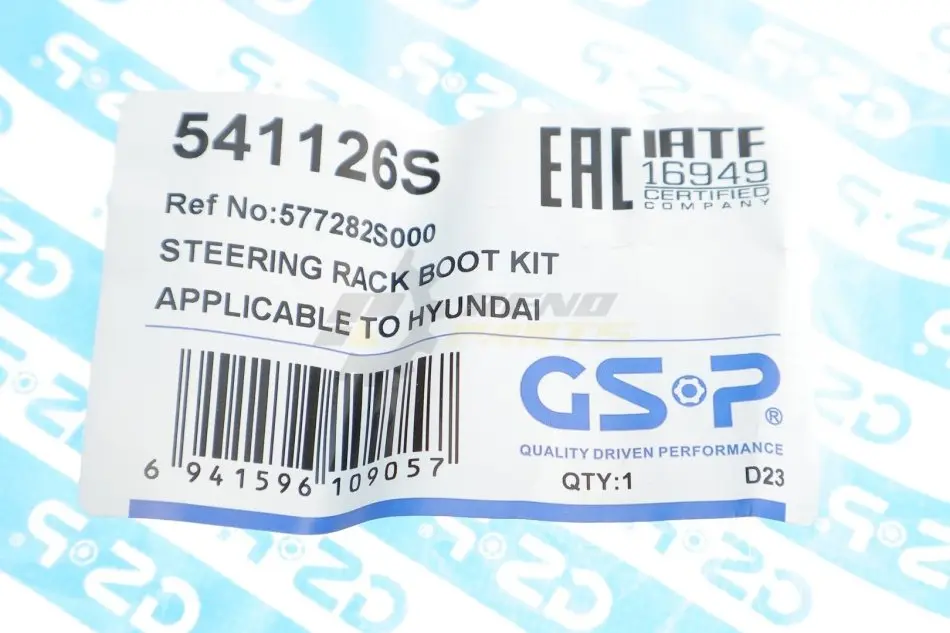 541126S
EAC
IATF
16949
CERTIFIED
COMPANY
Ref No:577282S000
STEERING RACK BOOT KIT
APPLICABLE TO HYUNDAI
GS•P®
QUALITY DRIVEN PERFORMANCE
6 941596 109057
QTY:1
D23